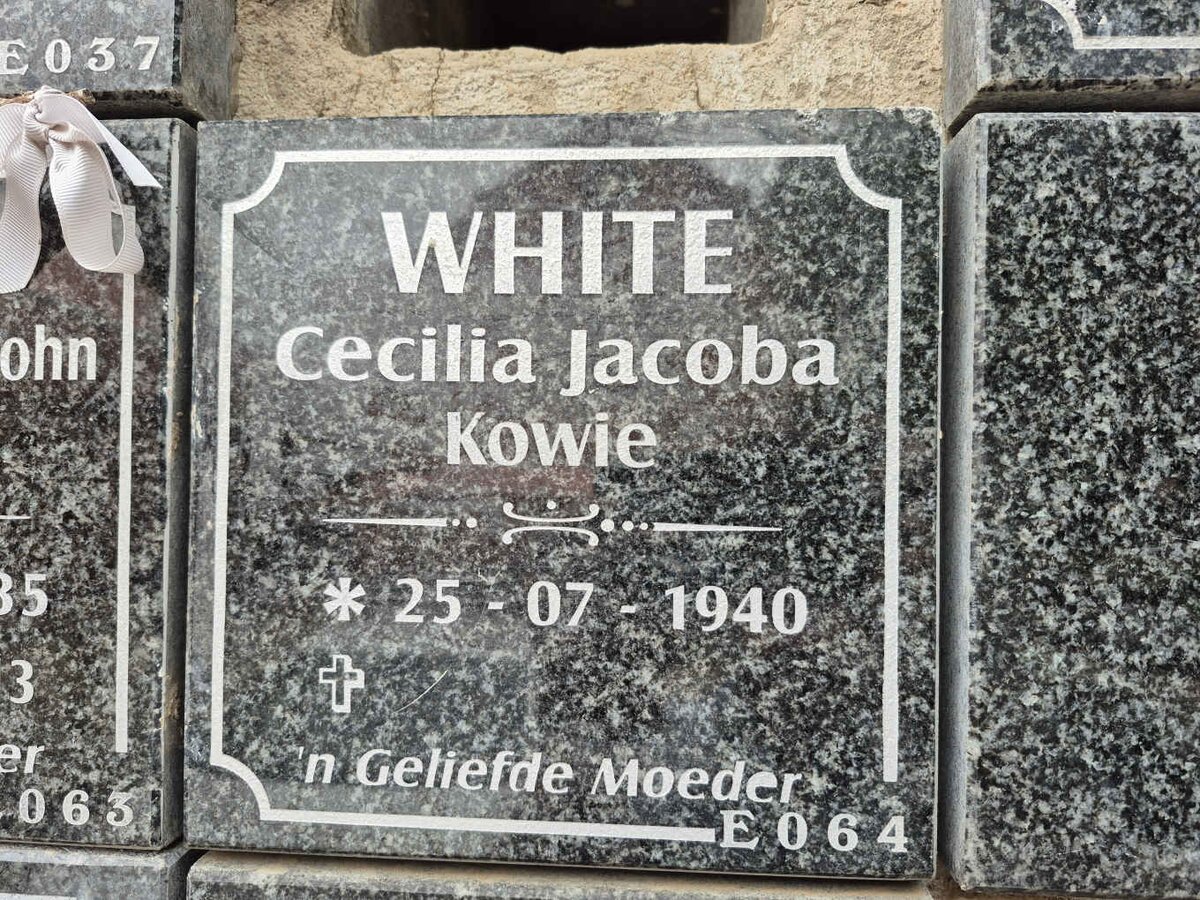 E037
WHITE
Cecilia Jacoba
Kowie
* 25 - 07 - 1940
✝
'n Geliefde Moeder
E064
ohn
35
3
er
063